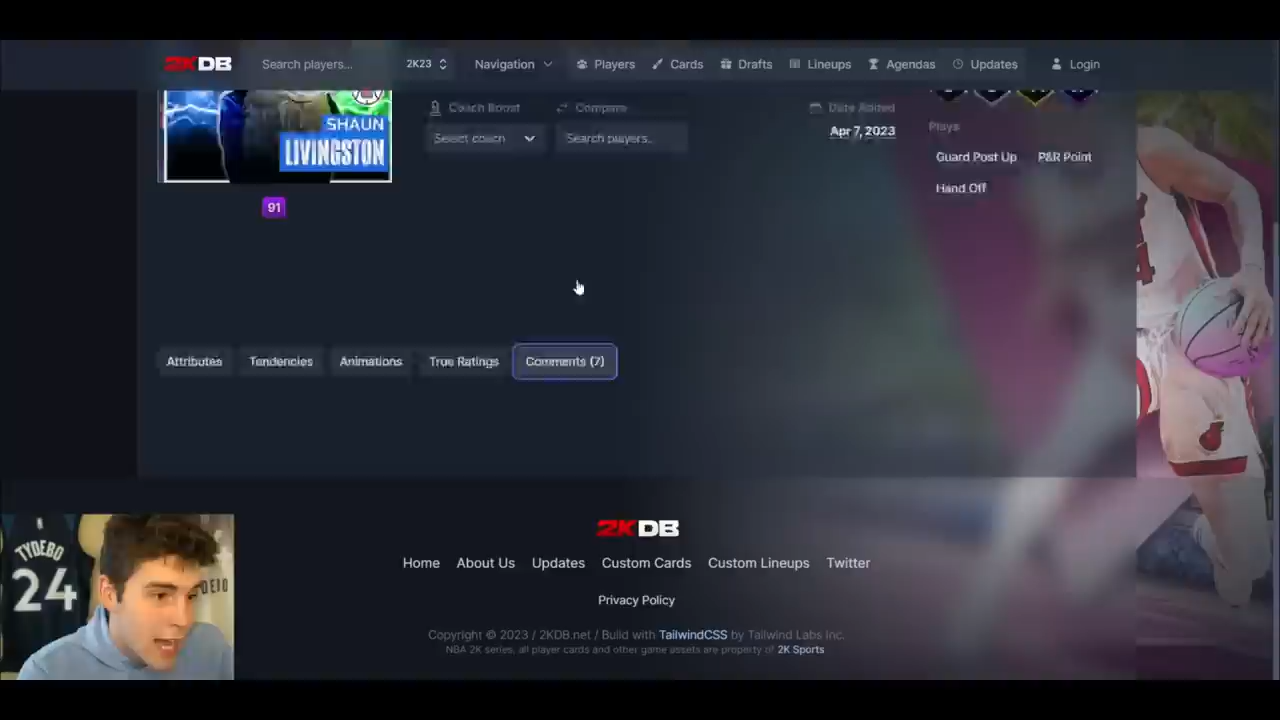 2KDB
Search players...
2K23
Navigation
Players
Cards
Drafts
Lineups
Agendas
Updates
Login
SHAUN
LIVINGSTON
91
Coach Boost
Compare
Select coach
Search players..
Date Added
Apr 7, 2023
Plays
Guard Post Up
P&R Point
Hand Off
Attributes
Tendencies
Animations
True Ratings
Comments (7)
TYDEBO
24
2KDB
Home
About Us
Updates
Custom Cards
Custom Lineups
Twitter
Privacy Policy
Copyright © 2023 / 2KDB.net / Build with TailwindCSS by Tailwind Labs Inc.
NBA 2K series, all player cards and other game assets are property of 2K Sports